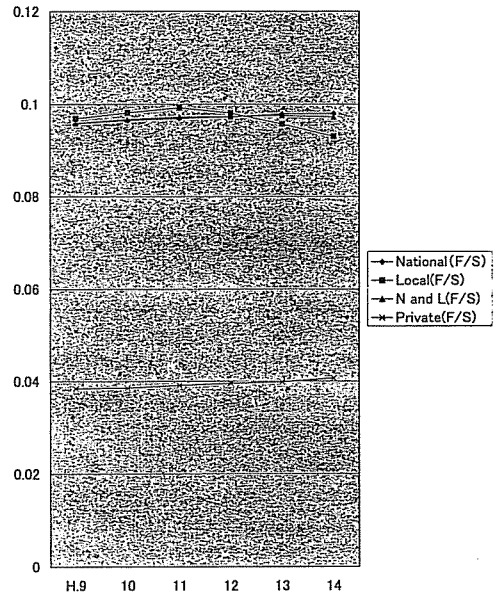 0.12
0.1
0.08
0.06
0.04
0.02
0
H.9 10 11 12 13 14
National(F/S)
Local(F/S)
N and L(F/S)
Private(F/S)